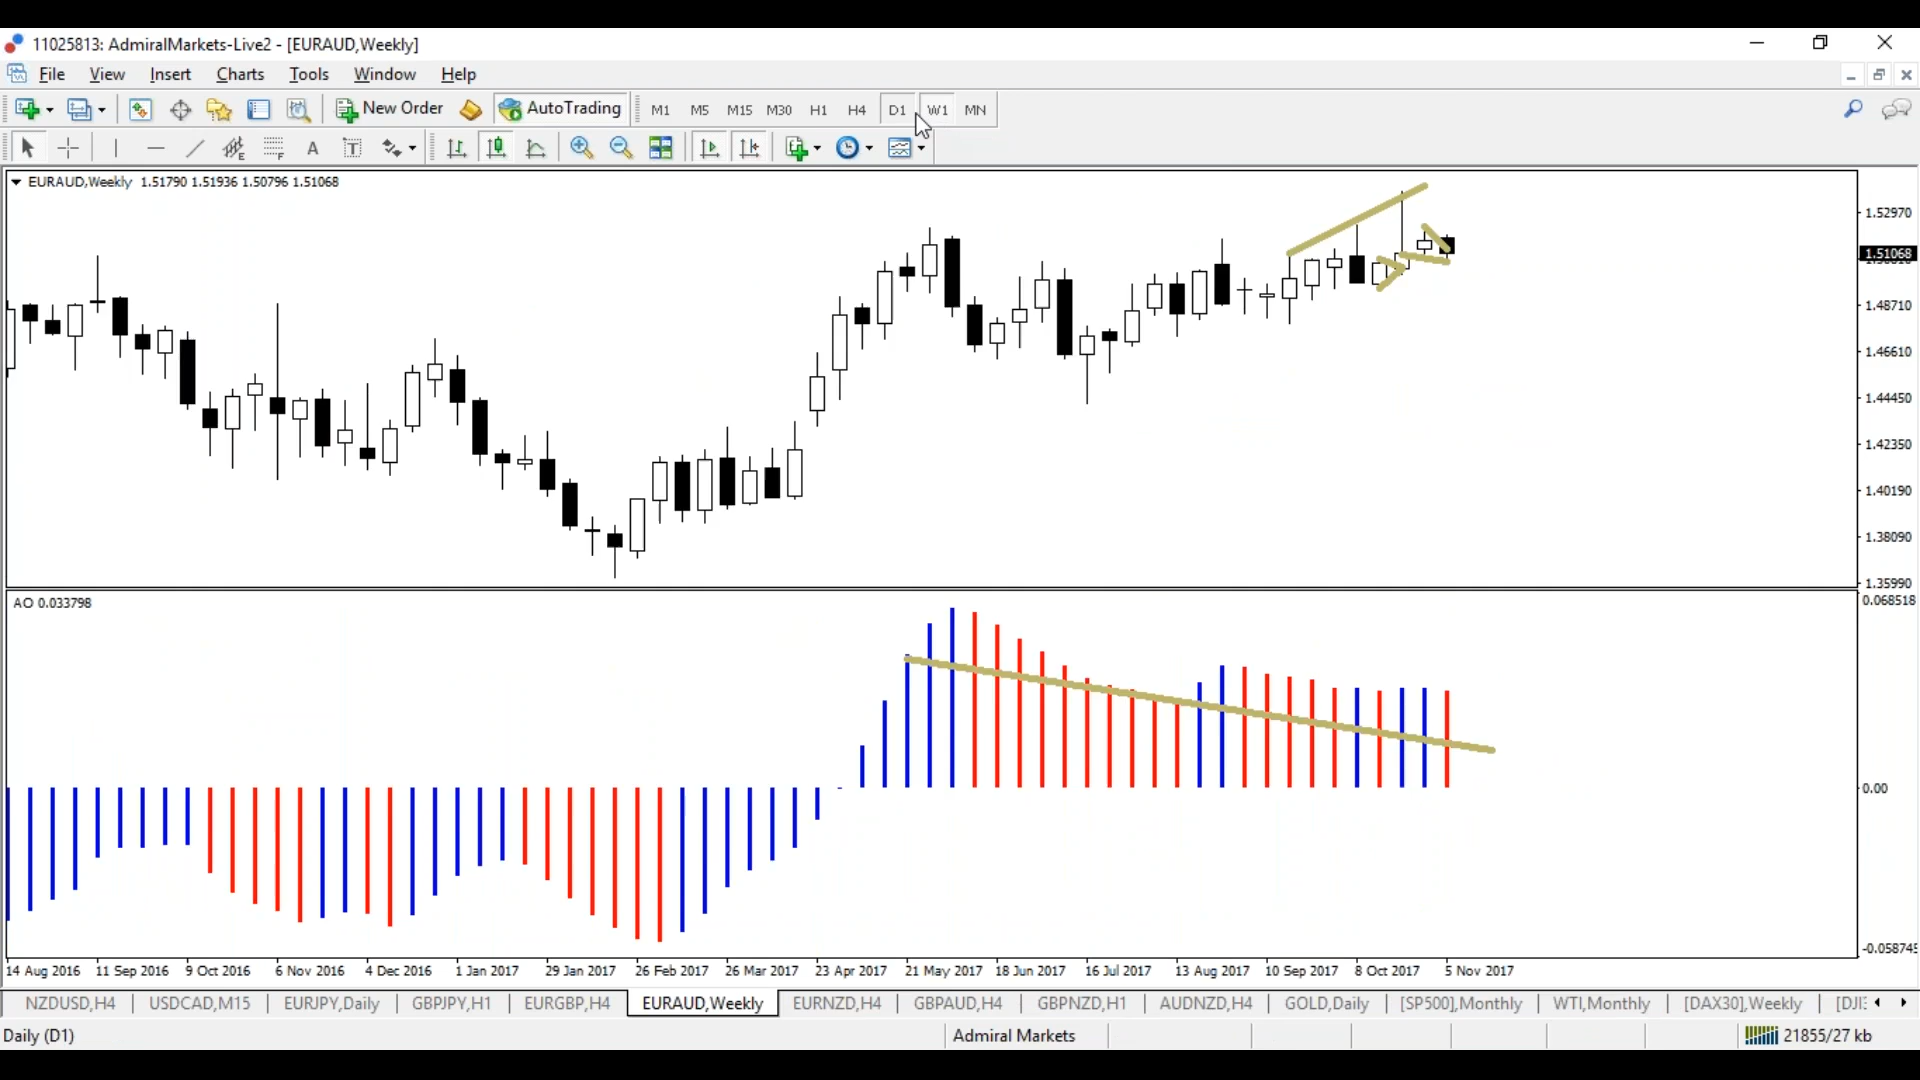 11025813: AdmiralMarkets-Live2 - [EURAUD,Weekly]
File View Insert Charts Tools Window Help
New Order AutoTrading M1 M5 M15 M30 H1 H4 D1 W1 MN
E F A T
EURAUD,Weekly 1.51790 1.51936 1.50796 1.51068
1.52970
1.51068
1.48710
1.46610
1.44450
1.42350
1.40190
1.38090
1.35990
AO 0.033798
0.068518
0.00
-0.058745
14 Aug 2016 11 Sep 2016 9 Oct 2016 6 Nov 2016 4 Dec 2016 1 Jan 2017 29 Jan 2017 26 Feb 2017 26 Mar 2017 23 Apr 2017 21 May 2017 18 Jun 2017 16 Jul 2017 13 Aug 2017 10 Sep 2017 8 Oct 2017 5 Nov 2017
NZDUSD,H4 USDCAD,M15 EURJPY,Daily GBPJPY,H1 EURGBP,H4 EURAUD,Weekly EURNZD,H4 GBPAUD,H4 GBPNZD,H1 AUDNZD,H4 GOLD,Daily [SP500],Monthly WTI,Monthly [DAX30],Weekly
Daily (D1) Admiral Markets 21855/27 kb